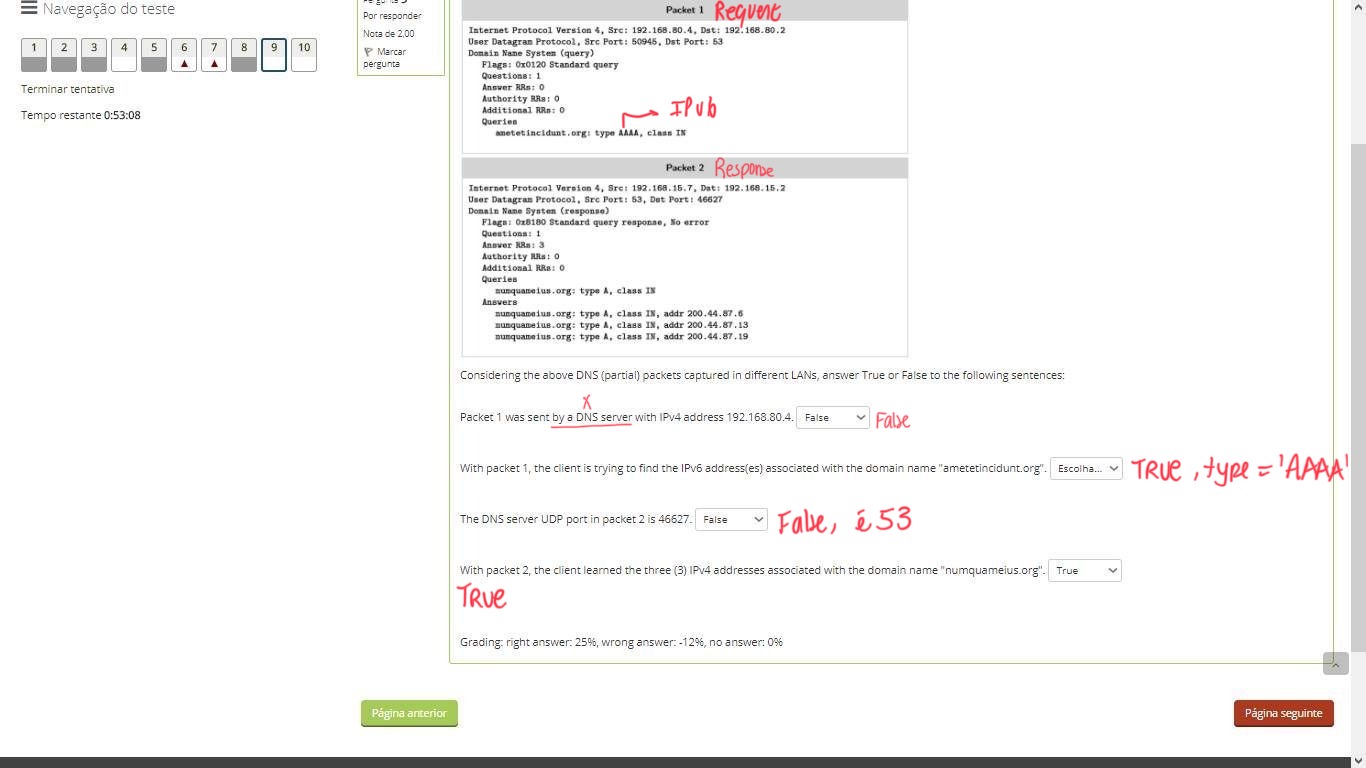 Navegação do teste
1 2 3 4 5 6 7 8 9 10
Terminar tentativa
Tempo restante 0:53:08
Por responder
Nota de 2,00
Marcar
pergunta
Packet 1 Request
Internet Protocol Version 4, Src: 192.168.80.4, Dst: 192.168.80.2
User Datagram Protocol, Src Port: 50945, Dst Port: 53
Domain Name System (query)
Flags: 0x0120 Standard query
Questions: 1
Answer RRs: 0
Authority RRs: 0
Additional RRs: 0
IPv6
Queries
ametetincidunt.org: type AAAA, class IN
Packet 2 Response
Internet Protocol Version 4, Src: 192.168.15.7, Dst: 192.168.15.2
User Datagram Protocol, Src Port: 53, Dst Port: 46627
Domain Name System (response)
Flags: 0x8180 Standard query response, No error
Questions: 1
Answer RRs: 3
Authority RRs: 0
Additional RRs: 0
Queries
numquameius.org: type A, class IN
Answers
numquameius.org: type A, class IN, addr 200.44.87.6
numquameius.org: type A, class IN, addr 200.44.87.13
numquameius.org: type A, class IN, addr 200.44.87.19
Considering the above DNS (partial) packets captured in different LANs, answer True or False to the following sentences:
X
Packet 1 was sent by a DNS server with IPv4 address 192.168.80.4. False False
With packet 1, the client is trying to find the IPv6 address(es) associated with the domain name "ametetincidunt.org". Escolha... TRUE, type = 'AAAA'
The DNS server UDP port in packet 2 is 46627. False False, é 53
With packet 2, the client learned the three (3) IPv4 addresses associated with the domain name "numquameius.org". True
TRUE
Grading: right answer: 25%, wrong answer: -12%, no answer: 0%
Página anterior
Página seguinte